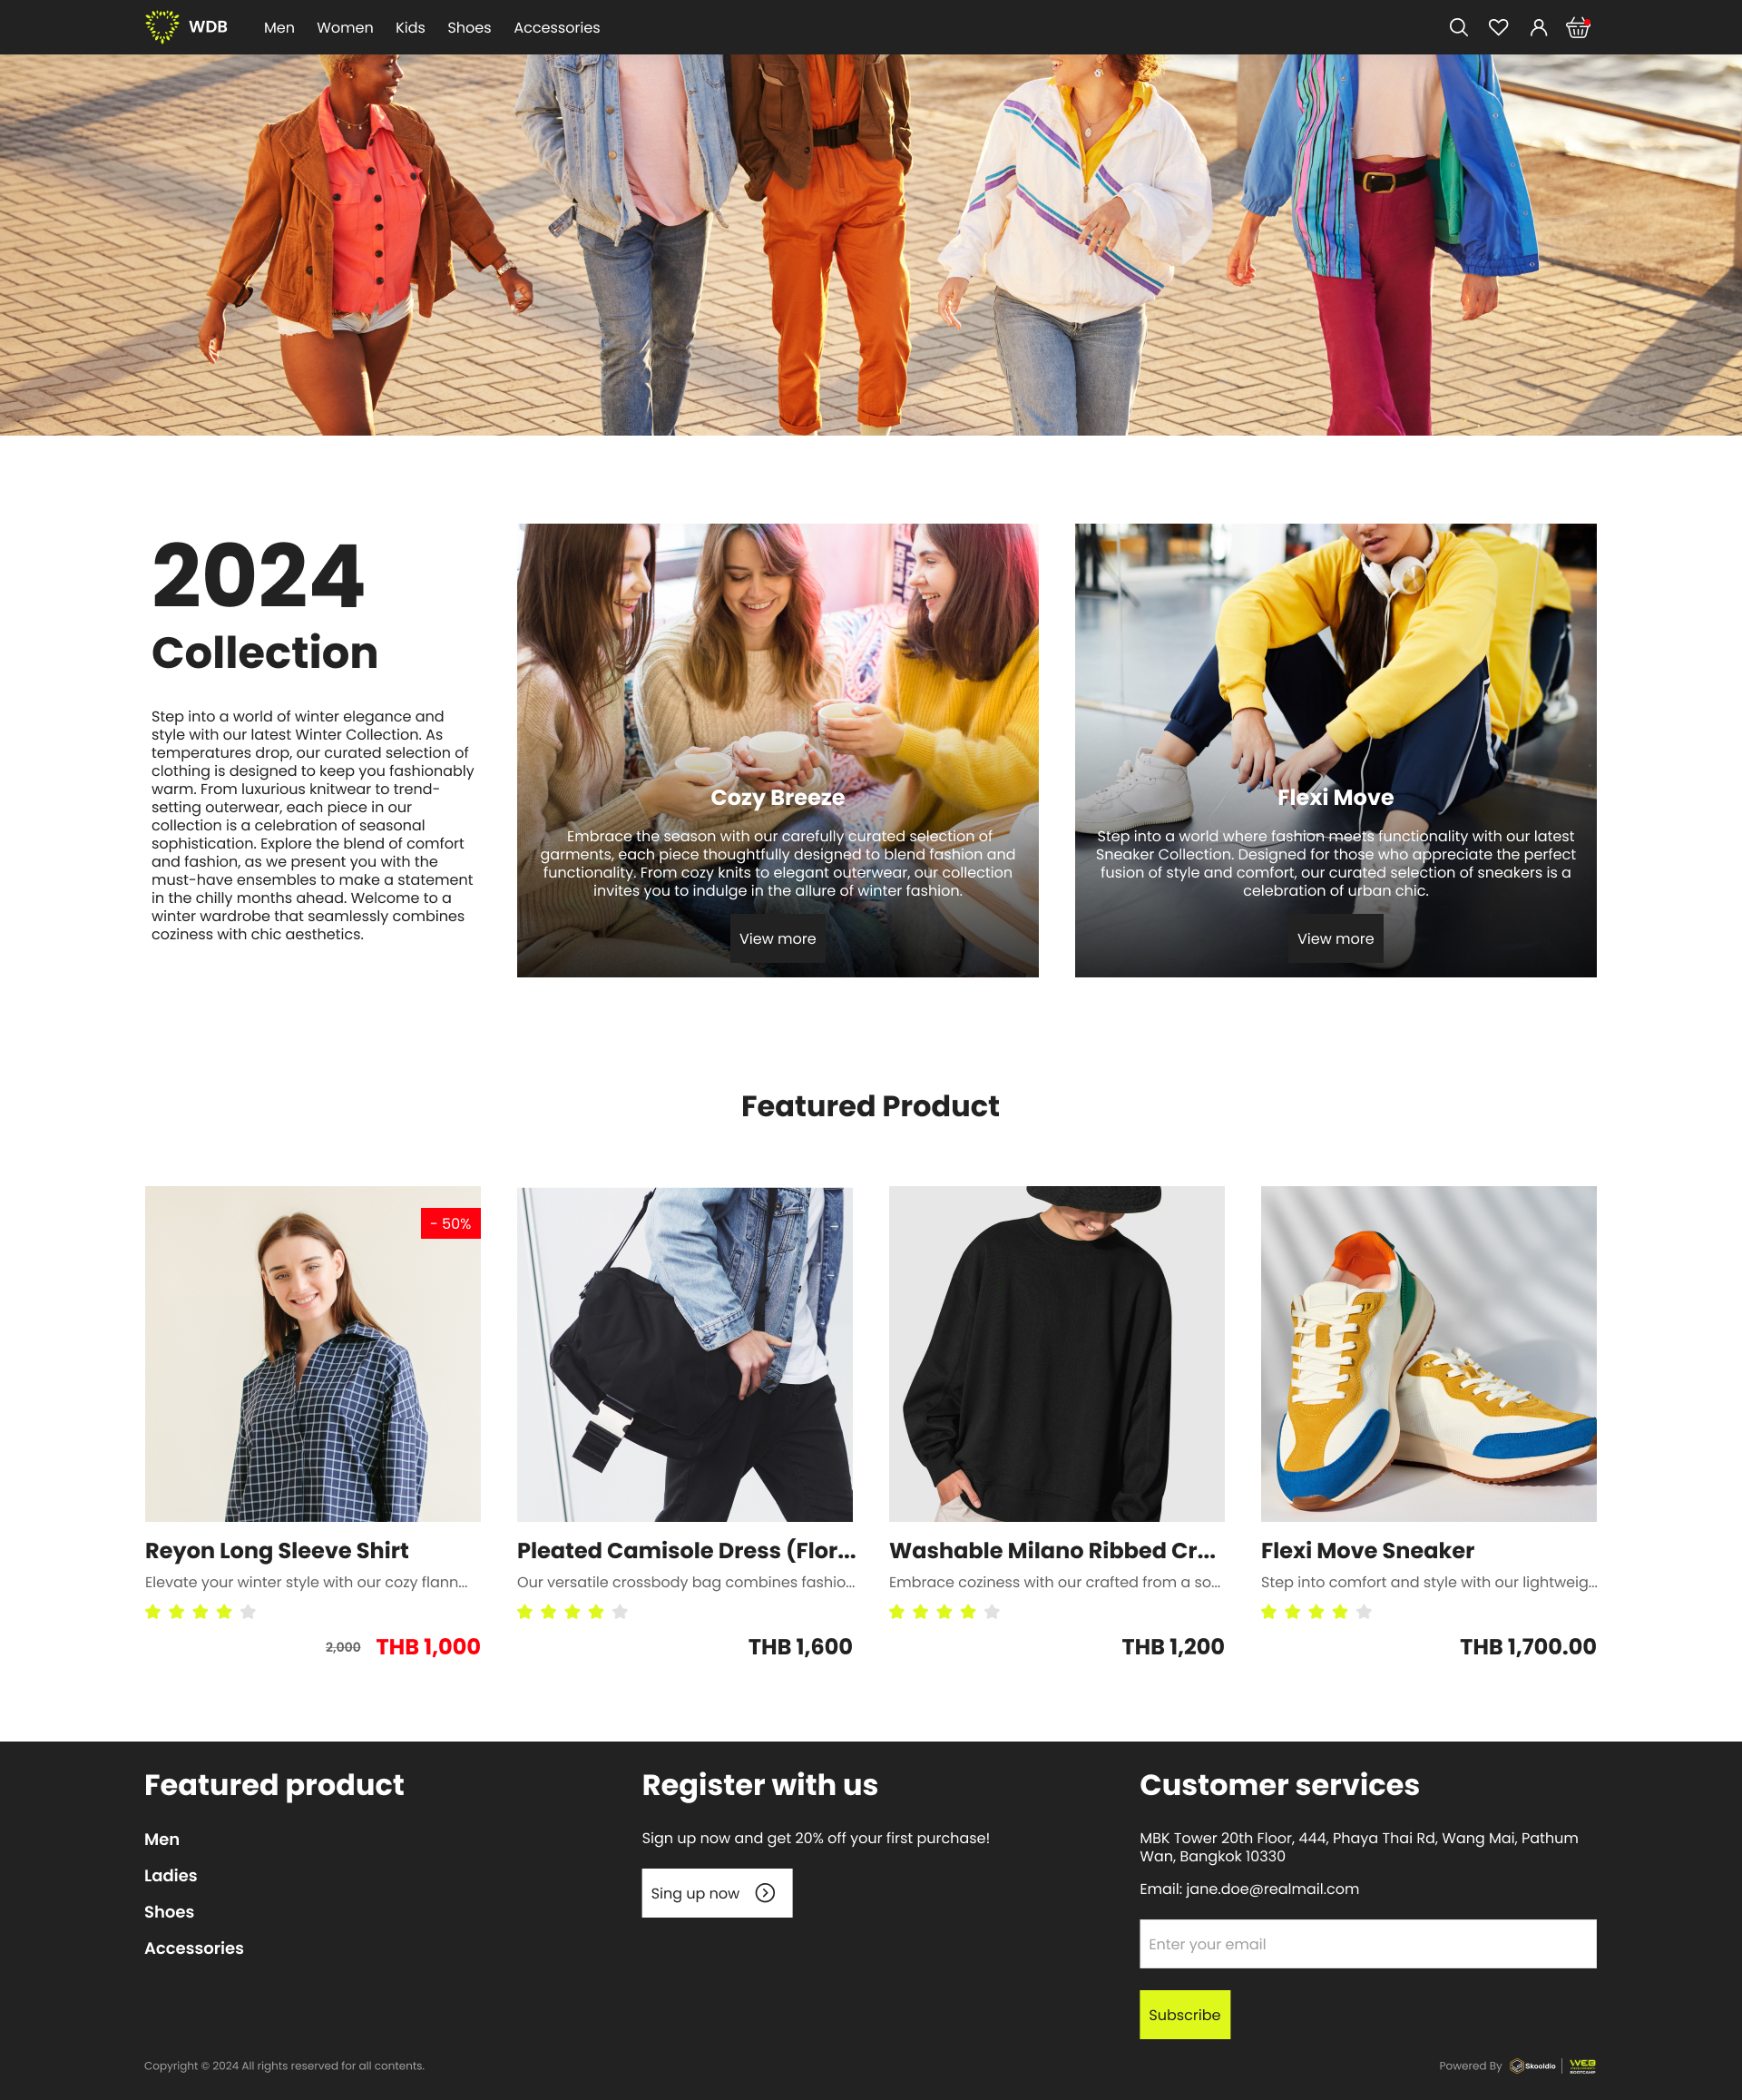 WDB
Men Women Kids Shoes Accessories
2024
Collection
Step into a world of winter elegance and
style with our latest Winter Collection. As
temperatures drop, our curated selection of
clothing is designed to keep you fashionably
warm. From luxurious knitwear to trend-
setting outerwear, each piece in our
collection is a celebration of seasonal
sophistication. Explore the blend of comfort
and fashion, as we present you with the
must-have ensembles to make a statement
in the chilly months ahead. Welcome to a
winter wardrobe that seamlessly combines
coziness with chic aesthetics.
Cozy Breeze
Embrace the season with our carefully curated selection of
garments, each piece thoughtfully designed to blend fashion and
functionality. From cozy knits to elegant outerwear, our collection
invites you to indulge in the allure of winter fashion.
View more
Flexi Move
Step into a world where fashion meets functionality with our latest
Sneaker Collection. Designed for those who appreciate the perfect
fusion of style and comfort, our curated selection of sneakers is a
celebration of urban chic.
View more
Featured Product
- 50%
Reyon Long Sleeve Shirt
Elevate your winter style with our cozy flann...
2,000 THB 1,000
Pleated Camisole Dress (Flor...
Our versatile crossbody bag combines fashio...
THB 1,600
Washable Milano Ribbed Cr...
Embrace coziness with our crafted from a so...
THB 1,200
Flexi Move Sneaker
Step into comfort and style with our lightweig...
THB 1,700.00
Featured product
Men
Ladies
Shoes
Accessories
Register with us
Sign up now and get 20% off your first purchase!
Sing up now
Customer services
MBK Tower 20th Floor, 444, Phaya Thai Rd, Wang Mai, Pathum
Wan, Bangkok 10330
Email: jane.doe@realmail.com
Enter your email
Subscribe
Copyright © 2024 All rights reserved for all contents.
Powered By Skooldio WEB
BOOTCAMP